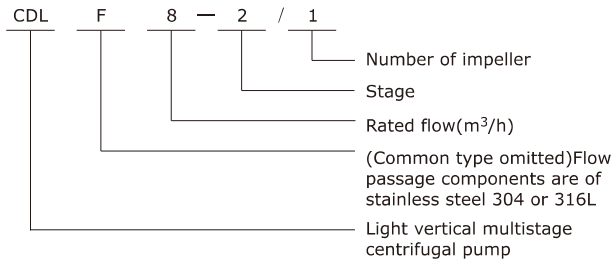 CDL F 8 — 2 / 1
Number of impeller
Stage
Rated flow(m³/h)
(Common type omitted)Flow
passage components are of
stainless steel 304 or 316L
Light vertical multistage
centrifugal pump